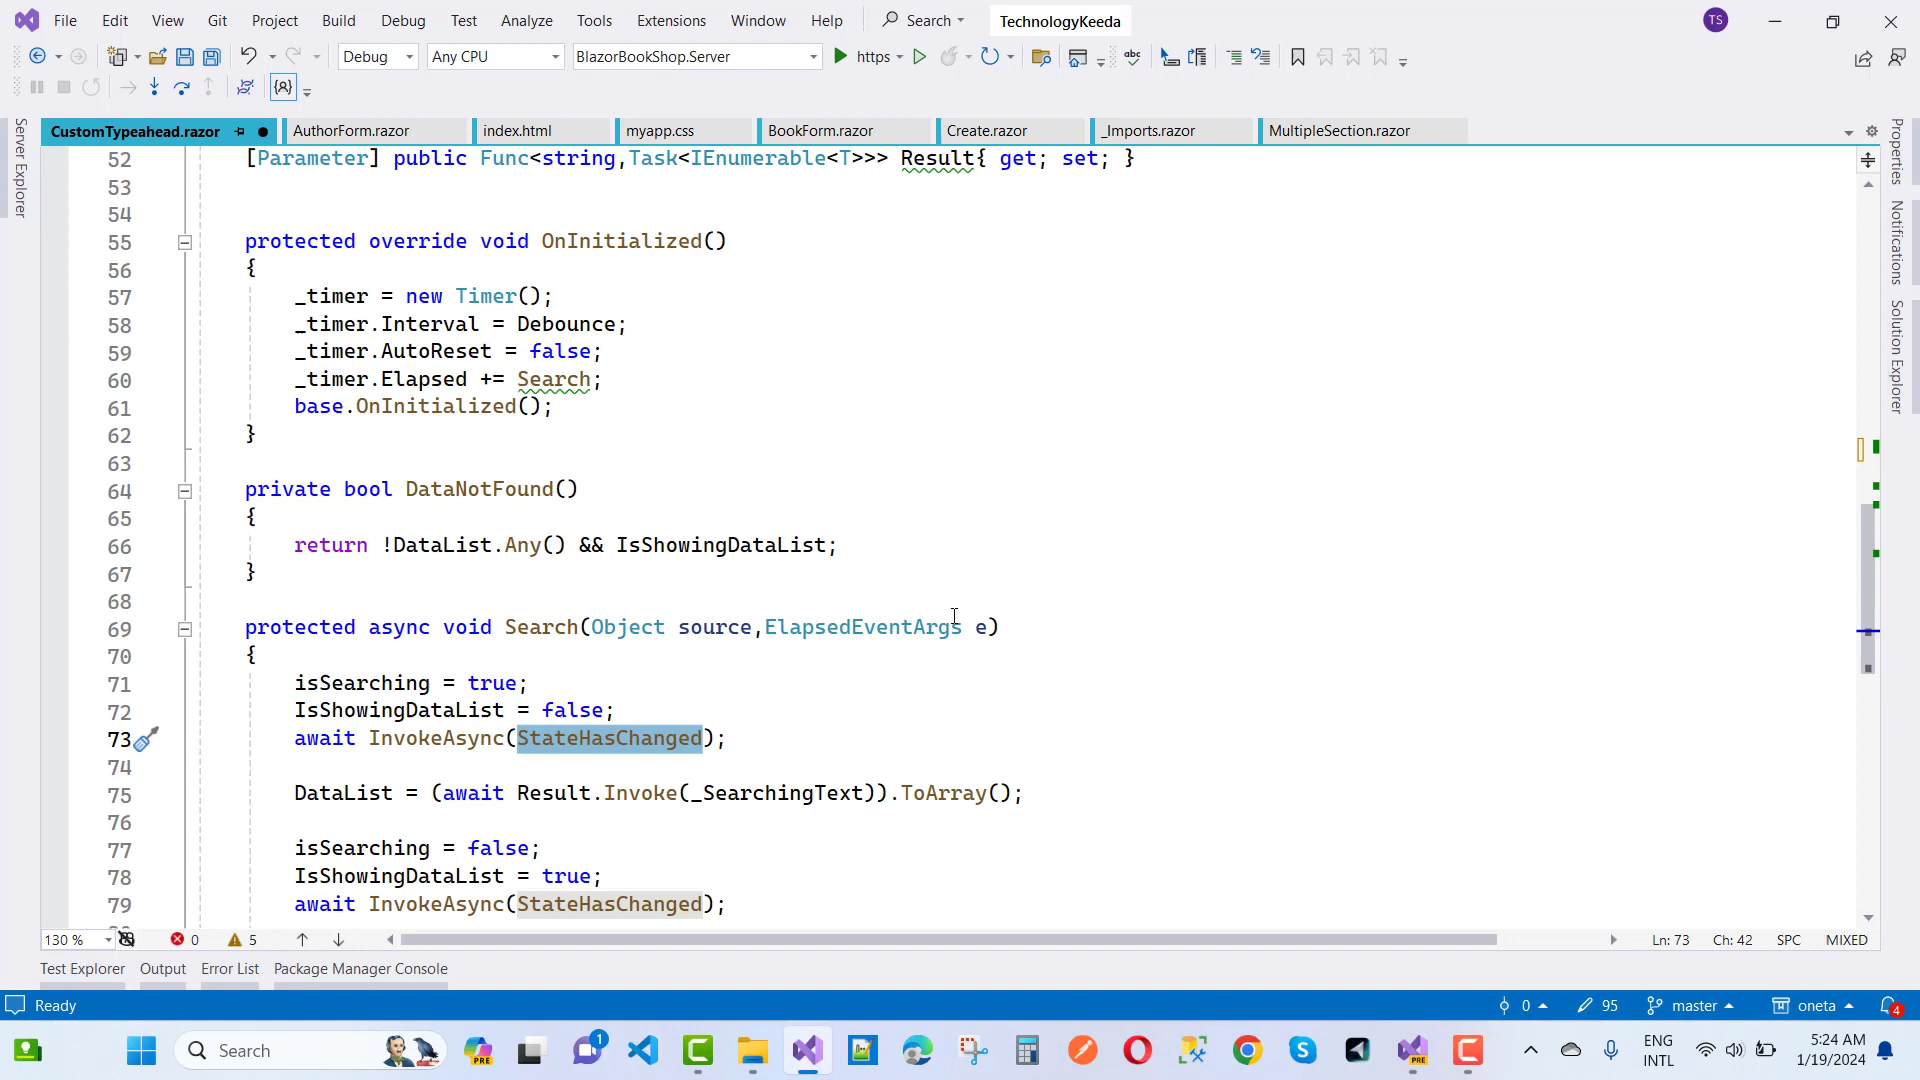 File Edit View Git Project Build Debug Test Analyze Tools Extensions Window Help Search TechnologyKeeda TS
Debug Any CPU BlazorBookShop.Server https
CustomTypeahead.razor AuthorForm.razor index.html myapp.css BookForm.razor Create.razor _Imports.razor MultipleSection.razor
Server Explorer
Properties
Notifications
Solution Explorer
52 [Parameter] public Func<string,Task<IEnumerable<T>>> Result{ get; set; }
53
54
55 protected override void OnInitialized()
56 {
57 _timer = new Timer();
58 _timer.Interval = Debounce;
59 _timer.AutoReset = false;
60 _timer.Elapsed += Search;
61 base.OnInitialized();
62 }
63
64 private bool DataNotFound()
65 {
66 return !DataList.Any() && IsShowingDataList;
67 }
68
69 protected async void Search(Object source,ElapsedEventArgs e)
70 {
71 isSearching = true;
72 IsShowingDataList = false;
73 await InvokeAsync(StateHasChanged);
74
75 DataList = (await Result.Invoke(_SearchingText)).ToArray();
76
77 isSearching = false;
78 IsShowingDataList = true;
79 await InvokeAsync(StateHasChanged);
130 % 0 5 Ln: 73 Ch: 42 SPC MIXED
Test Explorer Output Error List Package Manager Console
Ready 0 95 master oneta 4
Search PRE 1 PRE ENG INTL 5:24 AM 1/19/2024